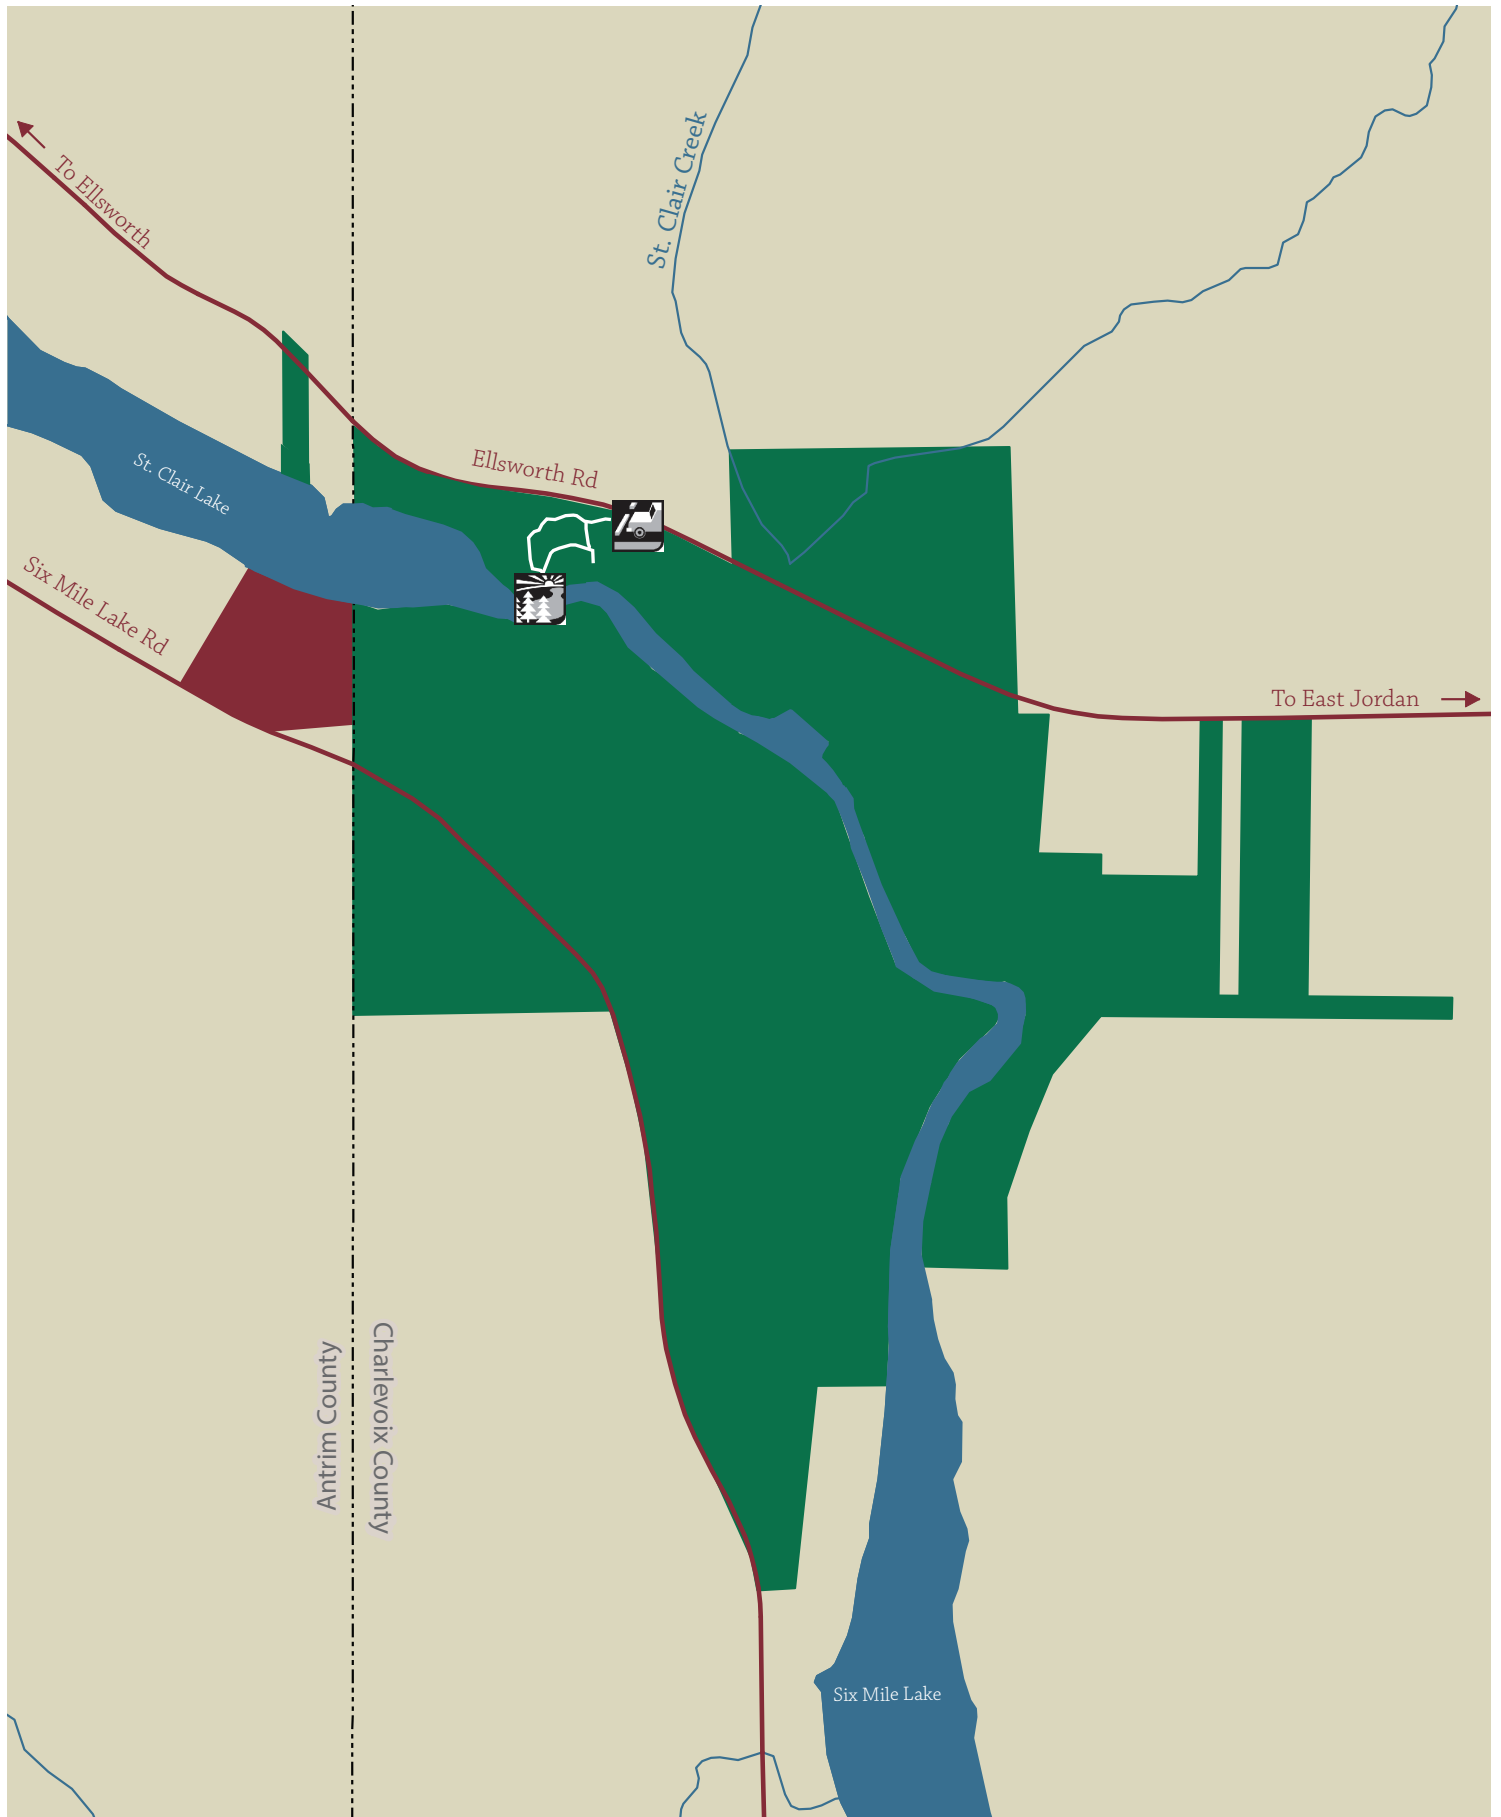 St. Clair Creek
To Ellsworth
Ellsworth Rd
St. Clair Lake
Six Mile Lake Rd
To East Jordan
Antrim County
Charlevoix County
Six Mile Lake